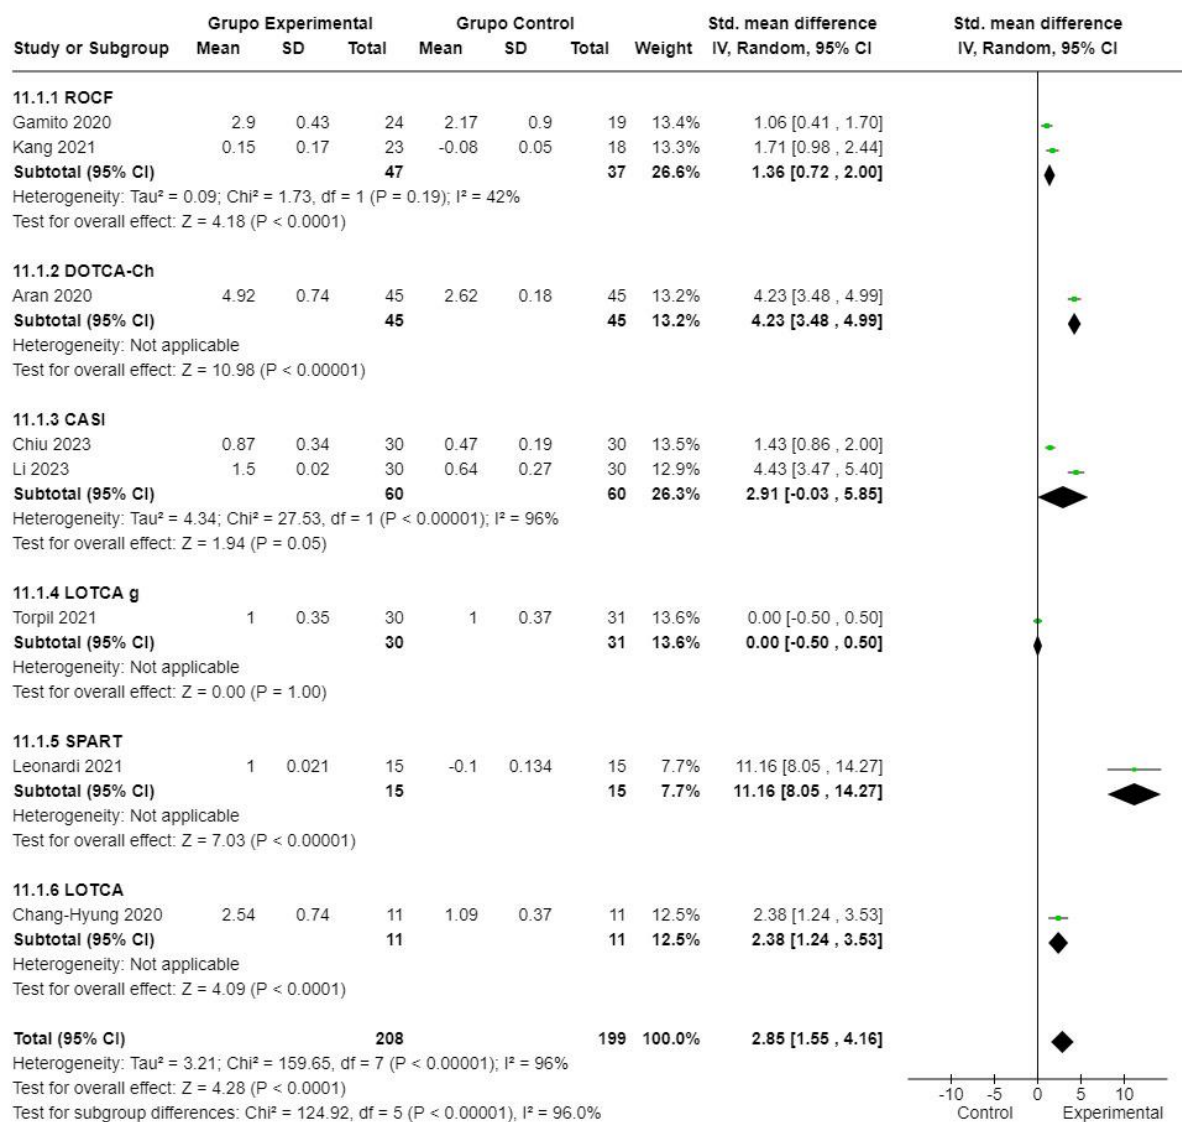 Grupo Experimental Grupo Control Std. mean difference Std. mean difference
Study or Subgroup Mean SD Total Mean SD Total Weight IV, Random, 95% CI IV, Random, 95% CI
11.1.1 ROCF
Gamito 2020 2.9 0.43 24 2.17 0.9 19 13.4% 1.06 [0.41 , 1.70]
Kang 2021 0.15 0.17 23 -0.08 0.05 18 13.3% 1.71 [0.98 , 2.44]
Subtotal (95% CI) 47 37 26.6% 1.36 [0.72 , 2.00]
Heterogeneity: Tau² = 0.09; Chi² = 1.73, df = 1 (P = 0.19); I² = 42%
Test for overall effect: Z = 4.18 (P < 0.0001)
11.1.2 DOTCA-Ch
Aran 2020 4.92 0.74 45 2.62 0.18 45 13.2% 4.23 [3.48 , 4.99]
Subtotal (95% CI) 45 45 13.2% 4.23 [3.48 , 4.99]
Heterogeneity: Not applicable
Test for overall effect: Z = 10.98 (P < 0.00001)
11.1.3 CASI
Chiu 2023 0.87 0.34 30 0.47 0.19 30 13.5% 1.43 [0.86 , 2.00]
Li 2023 1.5 0.02 30 0.64 0.27 30 12.9% 4.43 [3.47 , 5.40]
Subtotal (95% CI) 60 60 26.3% 2.91 [-0.03 , 5.85]
Heterogeneity: Tau² = 4.34; Chi² = 27.53, df = 1 (P < 0.00001); I² = 96%
Test for overall effect: Z = 1.94 (P = 0.05)
11.1.4 LOTCA g
Torpil 2021 1 0.35 30 1 0.37 31 13.6% 0.00 [-0.50 , 0.50]
Subtotal (95% CI) 30 31 13.6% 0.00 [-0.50 , 0.50]
Heterogeneity: Not applicable
Test for overall effect: Z = 0.00 (P = 1.00)
11.1.5 SPART
Leonardi 2021 1 0.021 15 -0.1 0.134 15 7.7% 11.16 [8.05 , 14.27]
Subtotal (95% CI) 15 15 7.7% 11.16 [8.05 , 14.27]
Heterogeneity: Not applicable
Test for overall effect: Z = 7.03 (P < 0.00001)
11.1.6 LOTCA
Chang-Hyung 2020 2.54 0.74 11 1.09 0.37 11 12.5% 2.38 [1.24 , 3.53]
Subtotal (95% CI) 11 11 12.5% 2.38 [1.24 , 3.53]
Heterogeneity: Not applicable
Test for overall effect: Z = 4.09 (P < 0.0001)
Total (95% CI) 208 199 100.0% 2.85 [1.55 , 4.16]
Heterogeneity: Tau² = 3.21; Chi² = 159.65, df = 7 (P < 0.00001); I² = 96%
Test for overall effect: Z = 4.28 (P < 0.0001)
Test for subgroup differences: Chi² = 124.92, df = 5 (P < 0.00001), I² = 96.0%
-10 -5 0 5 10
Control Experimental